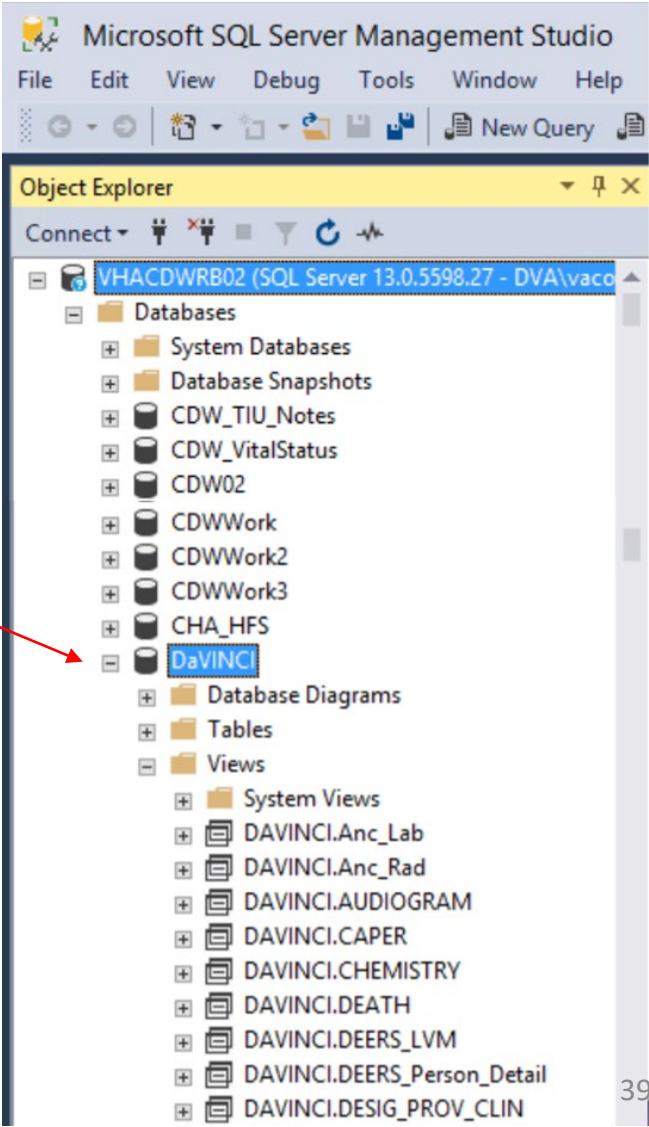 Microsoft SQL Server Management Studio
File Edit View Debug Tools Window Help
New Query
Object Explorer
Connect
VHACDWRB02 (SQL Server 13.0.5598.27 - DVA\vaco
Databases
System Databases
Database Snapshots
CDW_TIU_Notes
CDW_VitalStatus
CDW02
CDWWork
CDWWork2
CDWWork3
CHA_HFS
DaVINCI
Database Diagrams
Tables
Views
System Views
DAVINCI.Anc_Lab
DAVINCI.Anc_Rad
DAVINCI.AUDIOGRAM
DAVINCI.CAPER
DAVINCI.CHEMISTRY
DAVINCI.DEATH
DAVINCI.DEERS_LVM
DAVINCI.DEERS_Person_Detail
39
DAVINCI.DESIG_PROV_CLIN